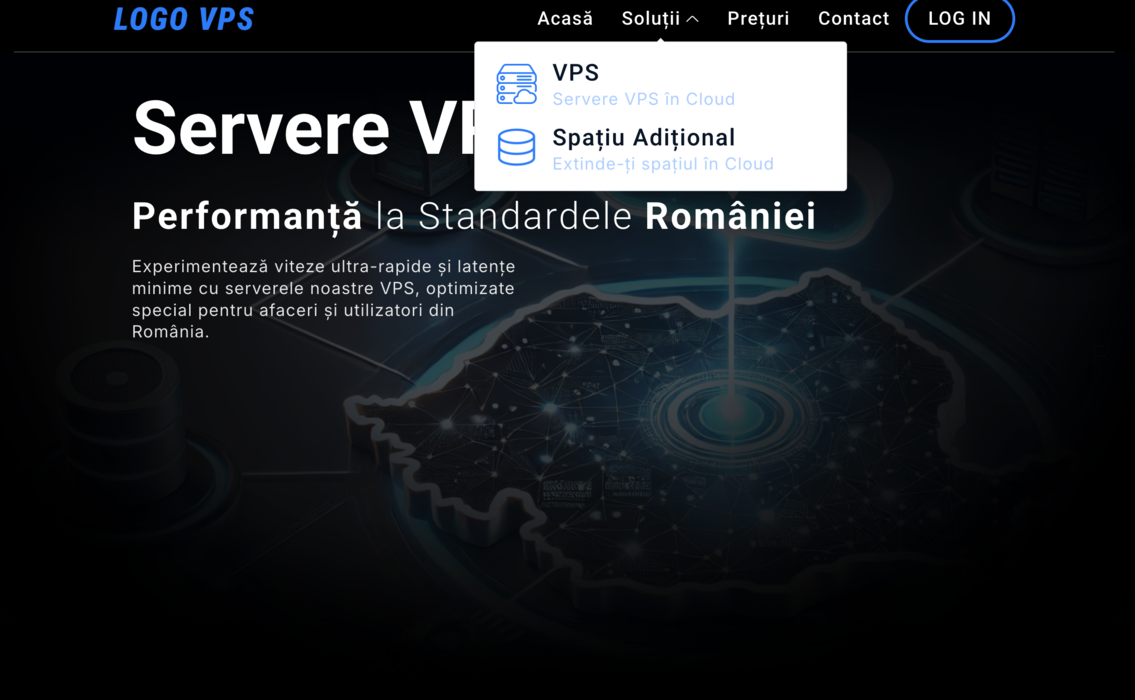 LOGO VPS
Acasă
Soluții
Prețuri
Contact
LOG IN
VPS
Servere VPS în Cloud
Spațiu Adițional
Extinde-ți spațiul în Cloud
Servere
Performanță la Standardele României
Experimentează viteze ultra-rapide și latențe
minime cu serverele noastre VPS, optimizate
special pentru afaceri și utilizatori din
România.